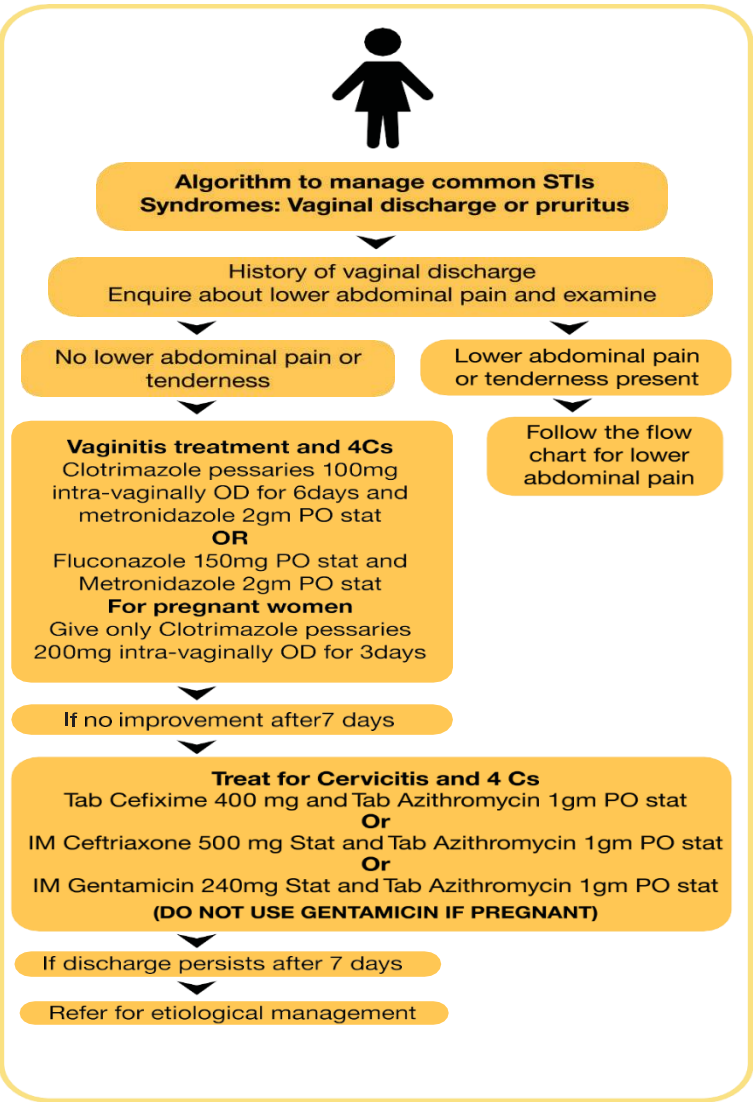 Algorithm to manage common STIs
Syndromes: Vaginal discharge or pruritus
History of vaginal discharge
Enquire about lower abdominal pain and examine
No lower abdominal pain or
tenderness
Lower abdominal pain
or tenderness present
Follow the flow
chart for lower
abdominal pain
Vaginitis treatment and 4Cs
Clotrimazole pessaries 100mg
intra-vaginally OD for 6days and
metronidazole 2gm PO stat
OR
Fluconazole 150mg PO stat and
Metronidazole 2gm PO stat
For pregnant women
Give only Clotrimazole pessaries
200mg intra-vaginally OD for 3days
If no improvement after7 days
Treat for Cervicitis and 4 Cs
Tab Cefixime 400 mg and Tab Azithromycin 1gm PO stat
Or
IM Ceftriaxone 500 mg Stat and Tab Azithromycin 1gm PO stat
Or
IM Gentamicin 240mg Stat and Tab Azithromycin 1gm PO stat
(DO NOT USE GENTAMICIN IF PREGNANT)
If discharge persists after 7 days
Refer for etiological management